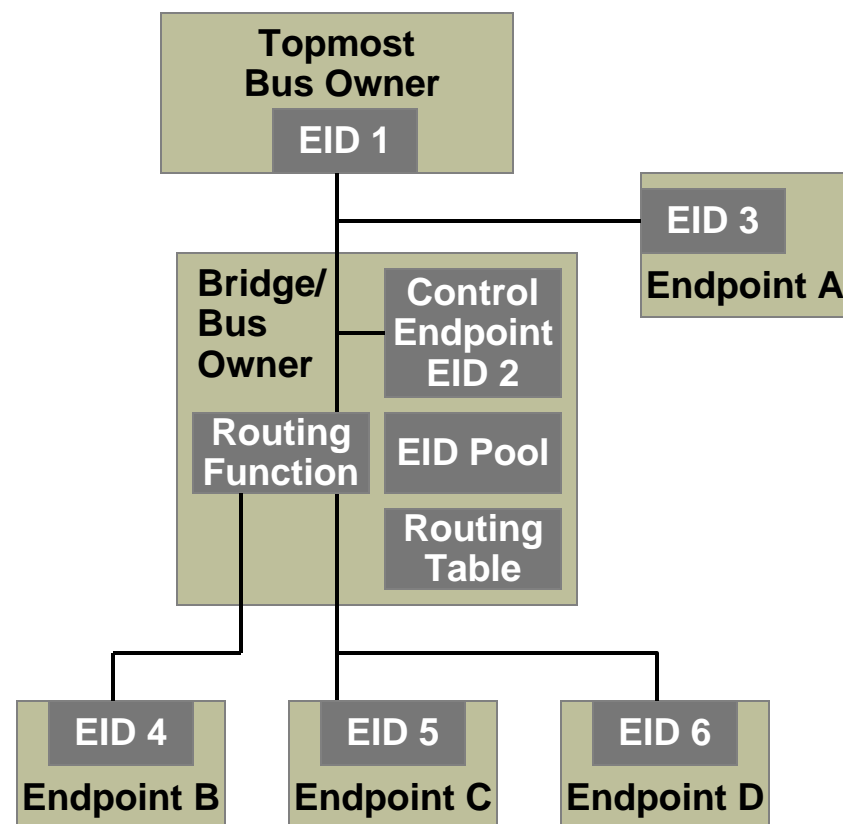 Topmost
Bus Owner
EID 1
EID 3
Endpoint A
Bridge/
Bus
Owner
Control
Endpoint
EID 2
Routing
Function
EID Pool
Routing
Table
EID 4
Endpoint B
EID 5
Endpoint C
EID 6
Endpoint D